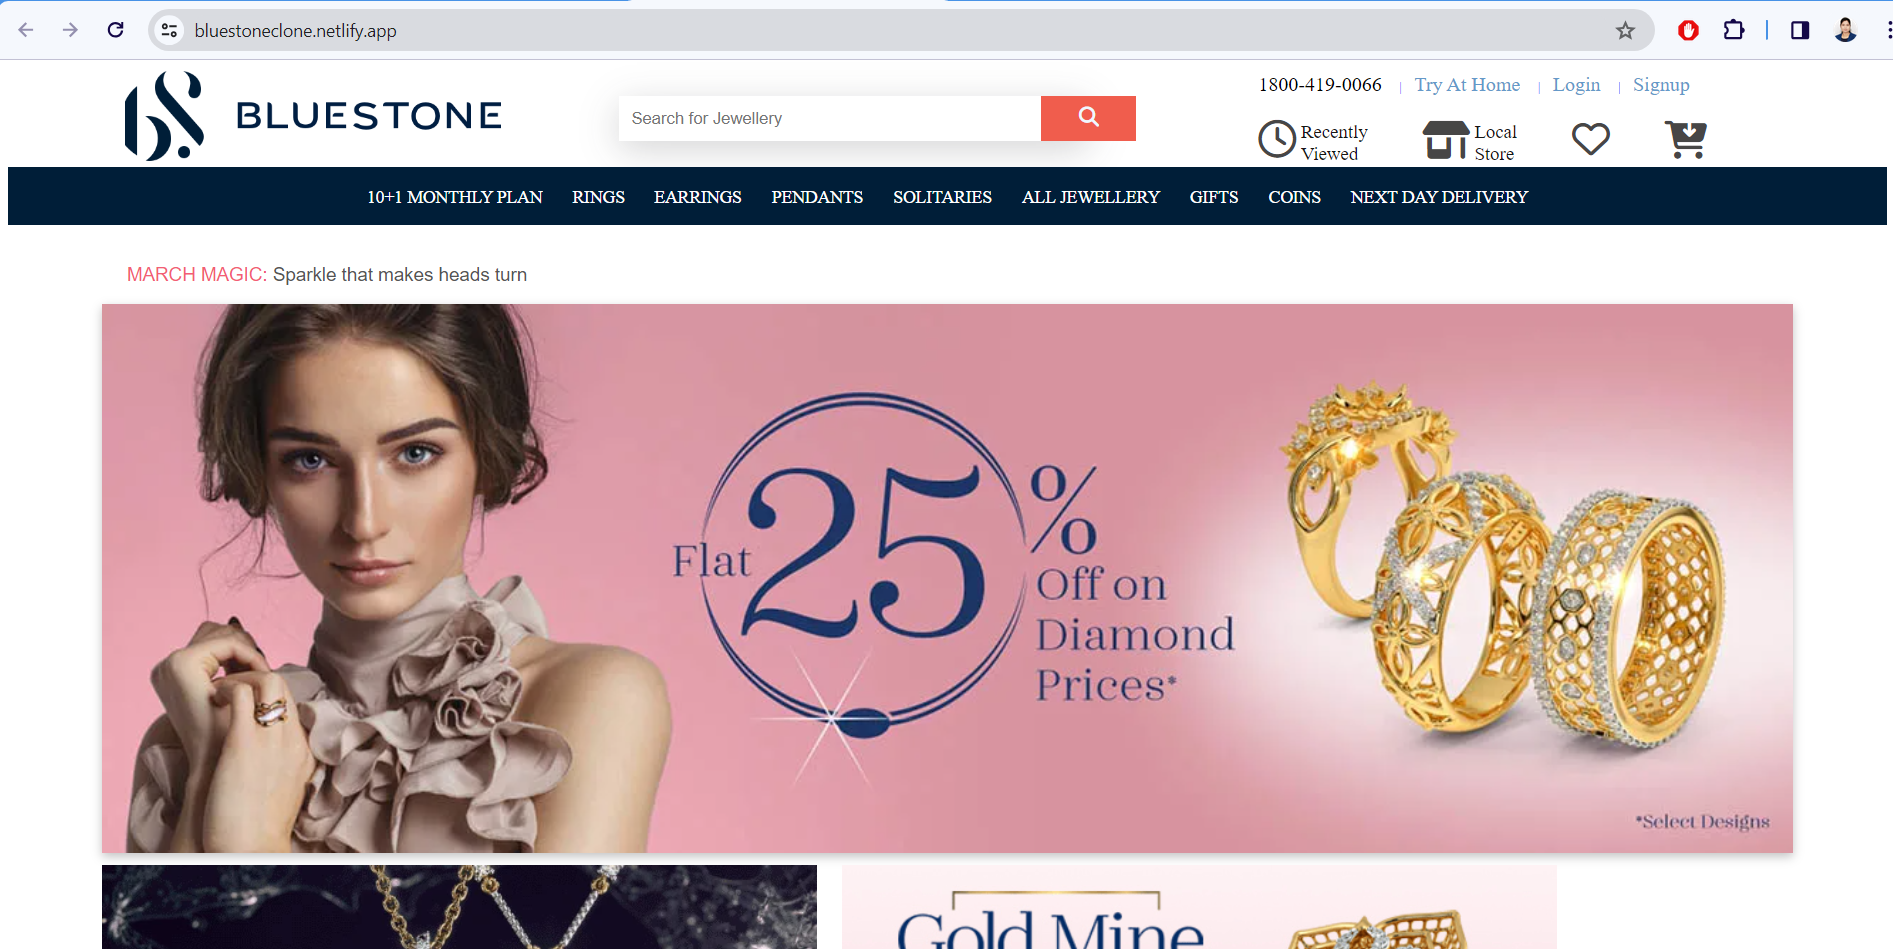 bluestoneclone.netlify.app
BLUESTONE
Search for Jewellery
1800-419-0066 | Try At Home | Login | Signup
Recently
Viewed
Local
Store
10+1 MONTHLY PLAN RINGS EARRINGS PENDANTS SOLITARIES ALL JEWELLERY GIFTS COINS NEXT DAY DELIVERY
MARCH MAGIC: Sparkle that makes heads turn
Flat 25%
Off on
Diamond
Prices*
*Select Designs
Gold Mine